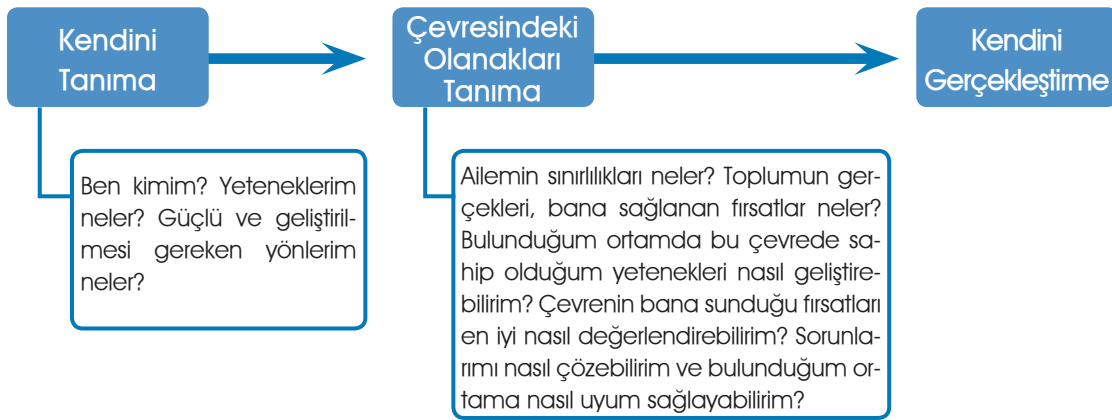 Kendini
Tanıma
Çevresindeki
Olanakları
Tanıma
Kendini
Gerçekleştirme
Ben kimim? Yeteneklerim
neler? Güçlü ve geliştiril-
mesi gereken yönlerim
neler?
Ailemin sınırlılıkları neler? Toplumun ger-
çekleri, bana sağlanan fırsatlar neler?
Bulunduğum ortamda bu çevrede sa-
hip olduğum yetenekleri nasıl geliştire-
bilirim? Çevrenin bana sunduğu fırsatları
en iyi nasıl değerlendirebilirim? Sorunla-
rımı nasıl çözebilirim ve bulunduğum or-
tama nasıl uyum sağlayabilirim?